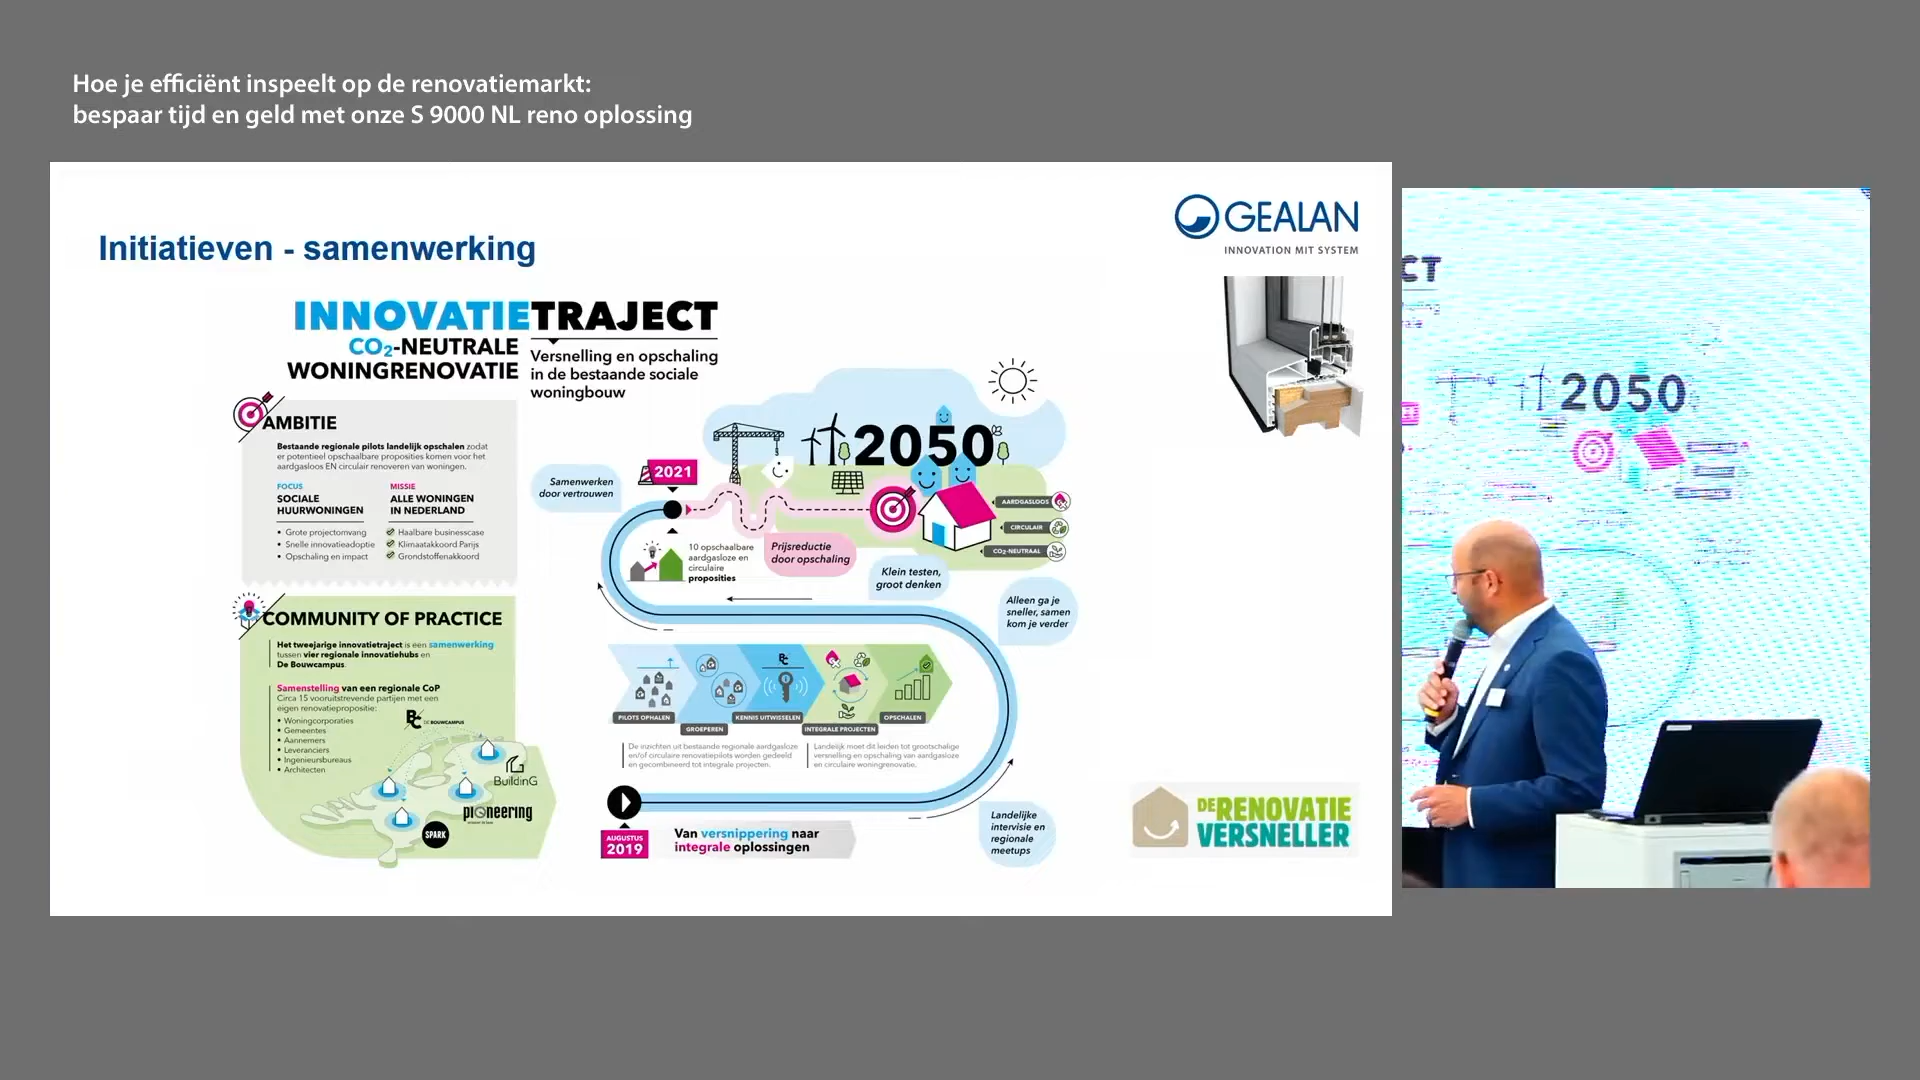 Hoe je efficiënt inspeelt op de renovatiemarkt:
bespaar tijd en geld met onze S 9000 NL reno oplossing
GEALAN
INNOVATION MIT SYSTEM
Initiatieven - samenwerking
INNOVATIETRAJECT
CO2-NEUTRALE
WONINGRENOVATIE
Versnelling en opschaling
in de bestaande sociale
woningbouw
AMBITIE
Bestaande regionale pilots landelijk opschalen zodat
er potentieel opschaalbare proposities komen voor het
aardgasloos EN circulair renoveren van woningen.
FOCUS
SOCIALE
HUURWONINGEN
• Grote projectomvang
• Snelle innovatieadoptie
• Opschaling en impact
MISSIE
ALLE WONINGEN
IN NEDERLAND
Haalbare businesscase
Klimaatakkoord Parijs
Grondstoffenakkoord
COMMUNITY OF PRACTICE
Het tweejarige innovatietraject is een samenwerking
tussen vier regionale innovatiehubs en
De Bouwcampus.
Samenstelling van een regionale CoP
Circa 15 vooruitstrevende partijen met een
eigen renovatiepropositie:
• Woningcorporaties
• Gemeentes
• Aannemers
• Leveranciers
• Ingenieursbureaus
• Architecten
BC DE BOUWCAMPUS
BuildinG
pioneering
SPARK
2050
2021
Samenwerken
door vertrouwen
10 opschaalbare
aardgasloze en
circulaire
proposities
Prijsreductie
door opschaling
Klein testen,
groot denken
AARDGASLOOS
CIRCULAIR
CO2-NEUTRAAL
Alleen ga je
sneller, samen
kom je verder
BC
PILOTS OPHALEN
GROEPEREN
KENNIS UITWISSELEN
INTEGRALE PROJECTEN
OPSCHALEN
De inzichten uit bestaande regionale aardgasloze
en/of circulaire renovatiepilots worden gedeeld
en gecombineerd tot integrale projecten.
Landelijk moet dit leiden tot grootschalige
versnelling en opschaling van aardgasloze
en circulaire woningrenovatie.
AUGUSTUS
2019
Van versnippering naar
integrale oplossingen
Landelijke
intervisie en
regionale
meetups
DE RENOVATIE
VERSNELLER
CT
2050